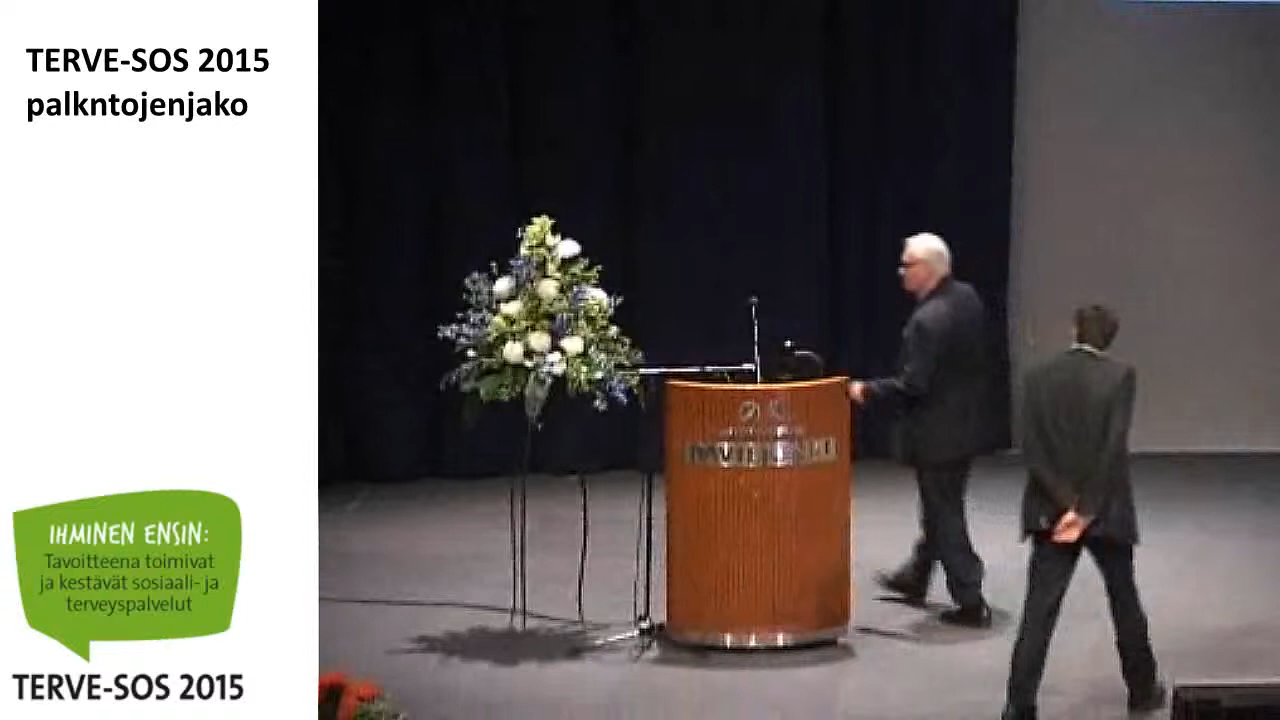 TERVE-SOS 2015
palkntojenjako
IHMINEN ENSIN:
Tavoitteena toimivat
ja kestävät sosiaali- ja
terveyspalvelut
TERVE-SOS 2015